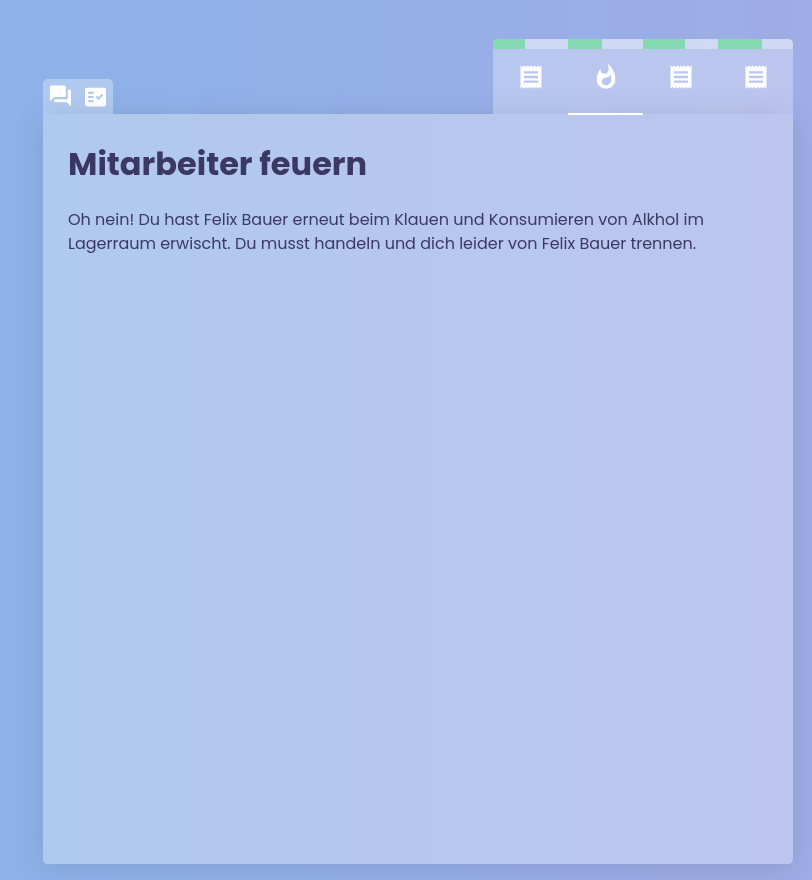 Mitarbeiter feuern
Oh nein! Du hast Felix Bauer erneut beim Klauen und Konsumieren von Alkhol im
Lagerraum erwischt. Du musst handeln und dich leider von Felix Bauer trennen.